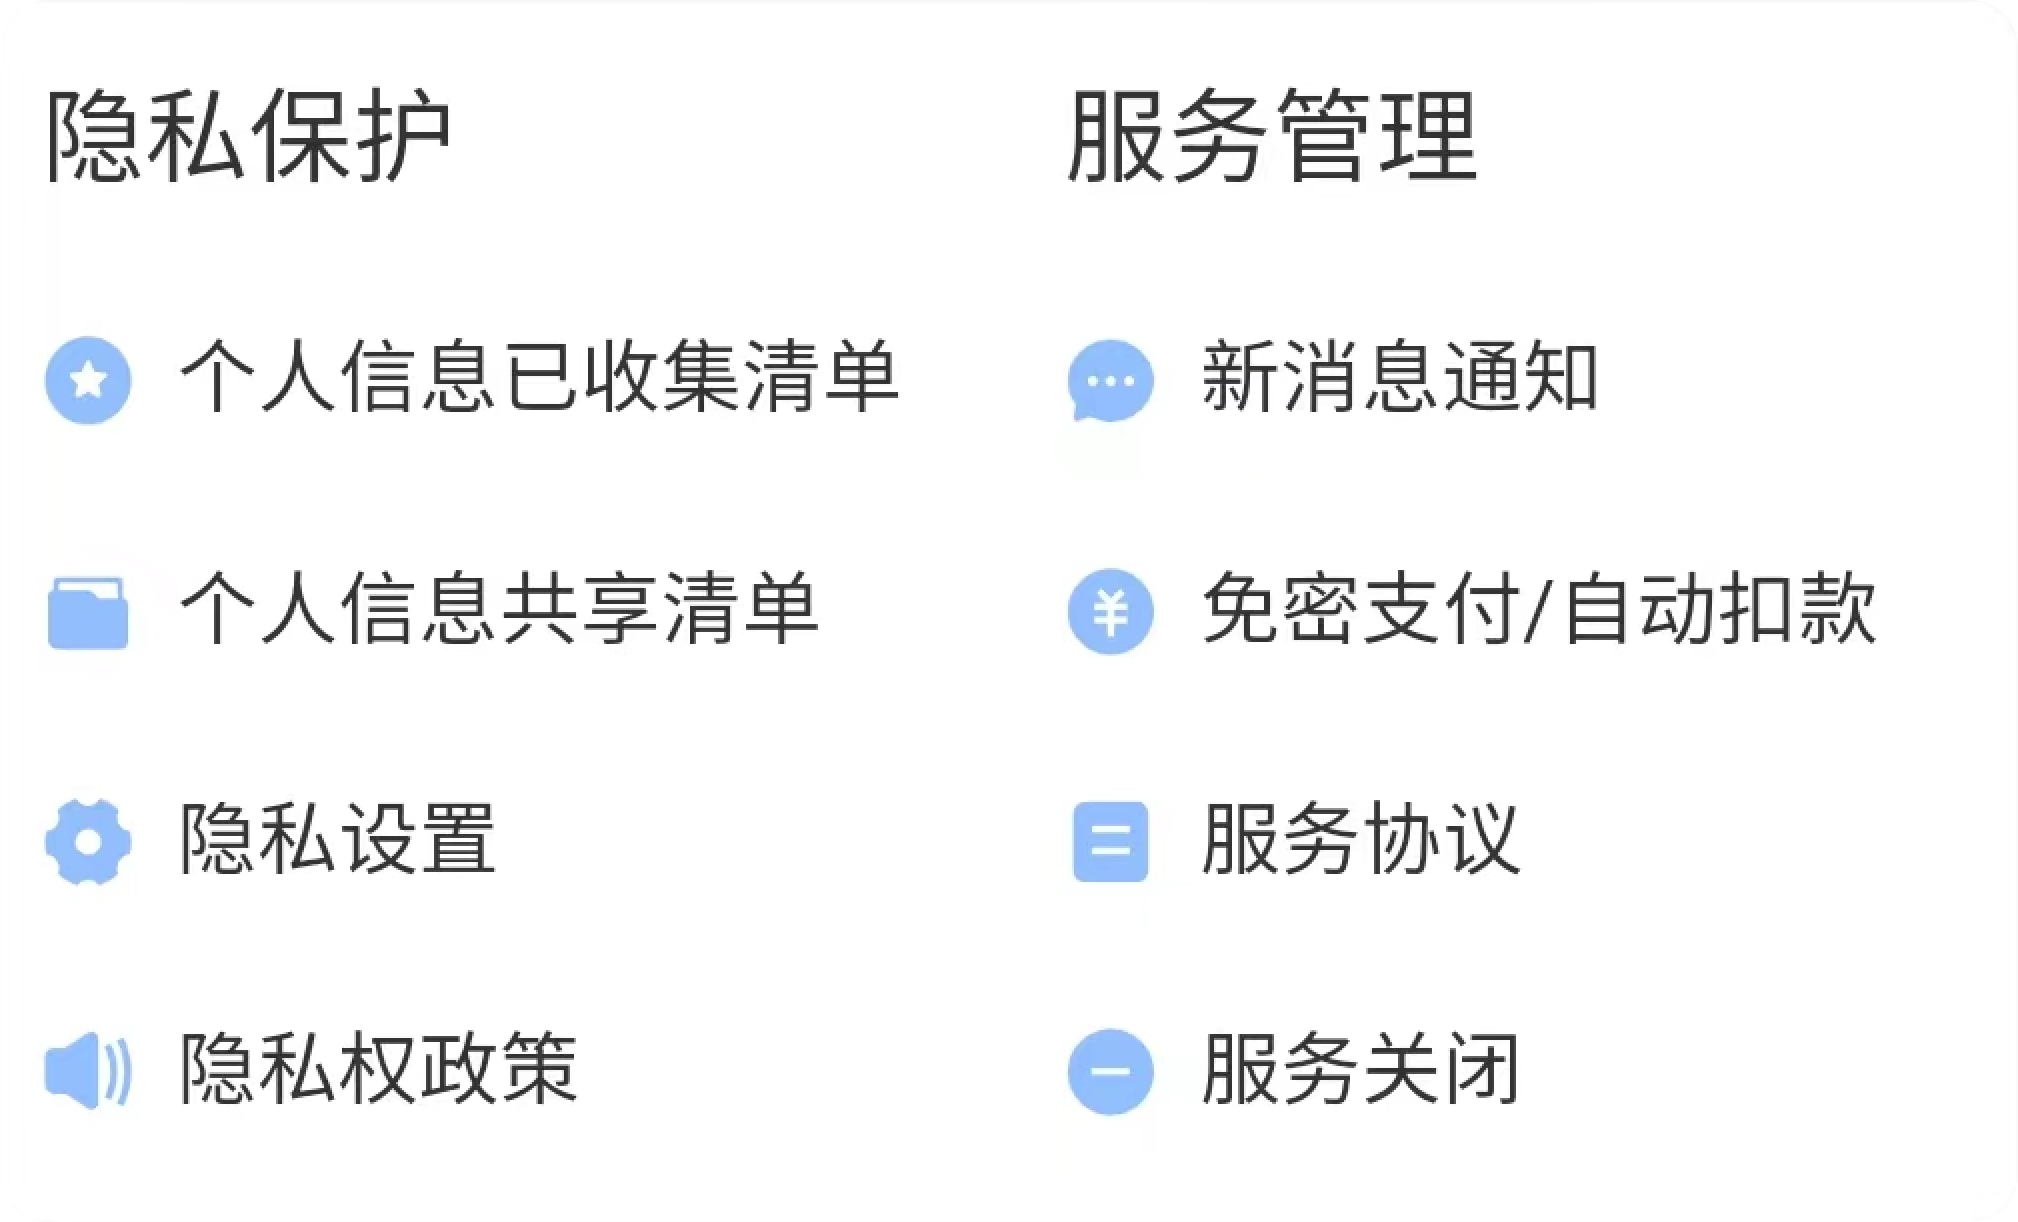 隐私保护
个人信息已收集清单
个人信息共享清单
隐私设置
隐私权政策
服务管理
新消息通知
免密支付/自动扣款
服务协议
服务关闭